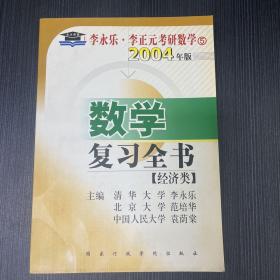 李永乐·李正元考研数学⑤
2004年版
数学
复习全书
【经济类】
主编 清华大学 李永乐
北京大学 范培华
中国人民大学 袁荫棠
国家行政学院出版社